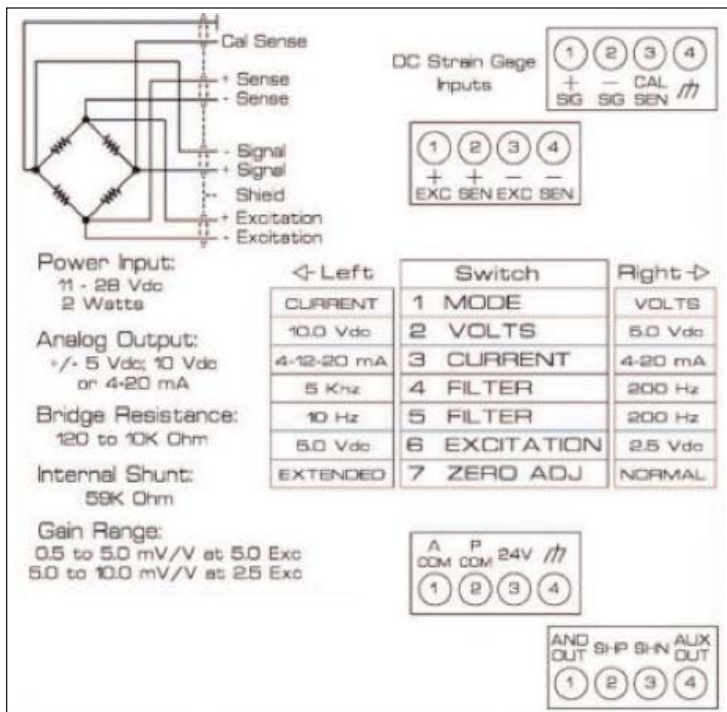 Cal Sense
+ Sense
- Sense
- Signal
+ Signal
Shield
+ Excitation
- Excitation
DC Strain Gage
Inputs
1 2 3 4
+ - CAL
SIG SIG SEN
1 2 3 4
+ + - -
EXC SEN EXC SEN
Power Input:
11 - 28 Vdc
2 Watts
Analog Output:
+/- 5 Vdc; 10 Vdc
or 4-20 mA
Bridge Resistance:
120 to 10K Ohm
Internal Shunt:
59K Ohm
Gain Range:
0.5 to 5.0 mV/V at 5.0 Exc
5.0 to 10.0 mV/V at 2.5 Exc
Left Switch Right
CURRENT 1 MODE VOLTS
10.0 Vdc 2 VOLTS 5.0 Vdc
4-12-20 mA 3 CURRENT 4-20 mA
5 Khz 4 FILTER 200 Hz
10 Hz 5 FILTER 200 Hz
5.0 Vdc 6 EXCITATION 2.5 Vdc
EXTENDED 7 ZERO ADJ NORMAL
A P
COM COM 24V
1 2 3 4
AND SHP SHN AUX
OUT OUT
1 2 3 4